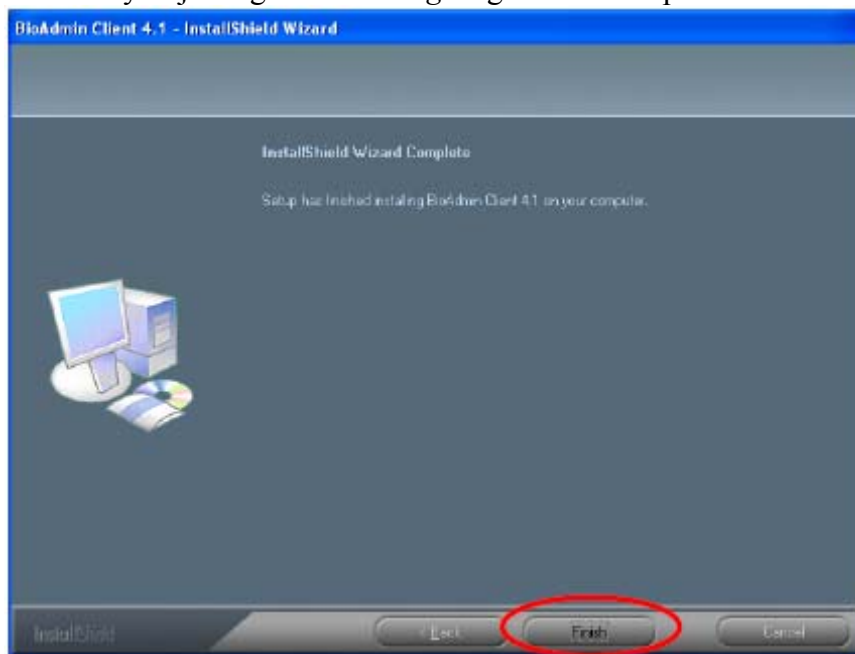 BioAdmin Client 4.1 - InstallShield Wizard
InstallShield Wizard Complete
Setup has finished installing BioAdmin Client 4.1 on your computer.
InstallShield
< Back
Finish
Cancel